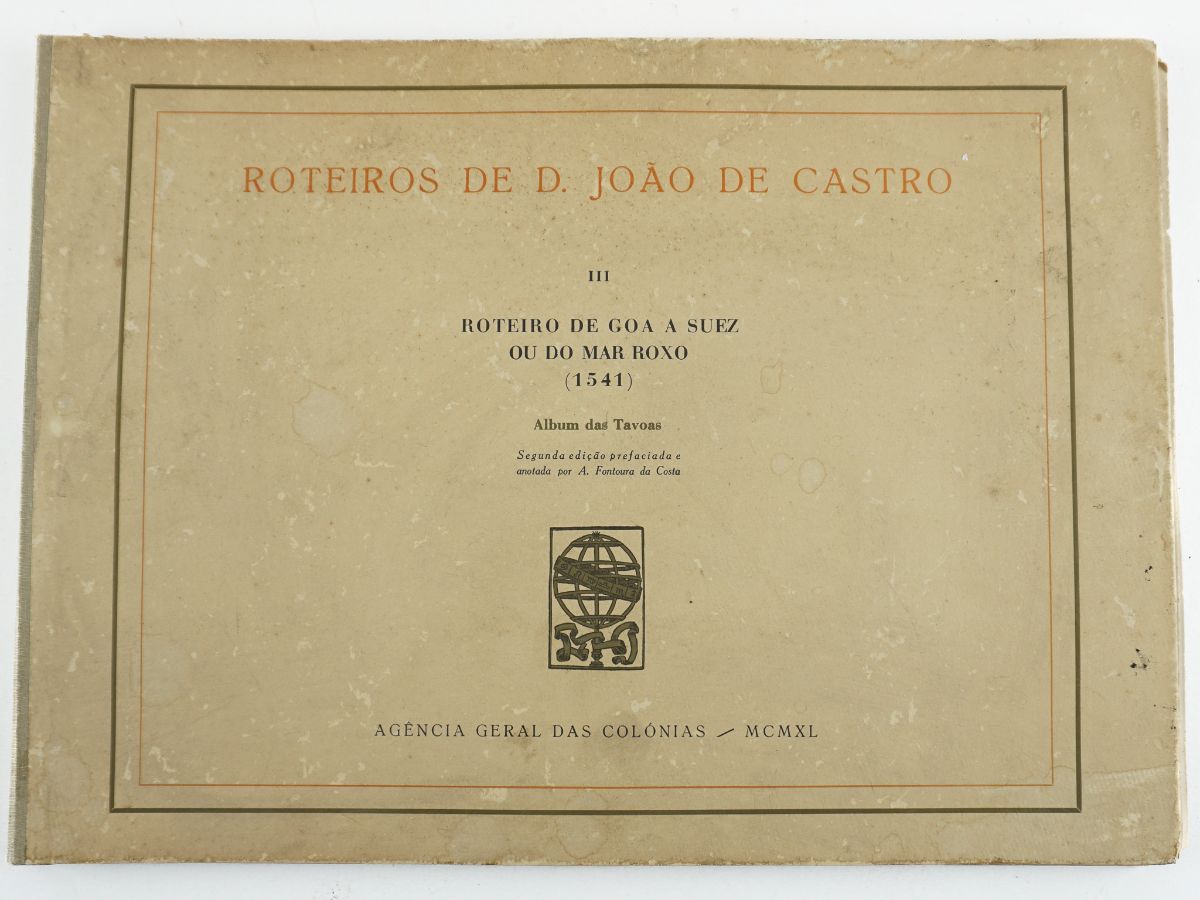 ROTEIROS DE D. JOÃO DE CASTRO
III
ROTEIRO DE GOA A SUEZ
OU DO MAR ROXO
(1541)
Album das Tavoas
Segunda edição prefaciada e
anotada por A. Fontoura da Costa
AGÊNCIA GERAL DAS COLÓNIAS — MCMXL